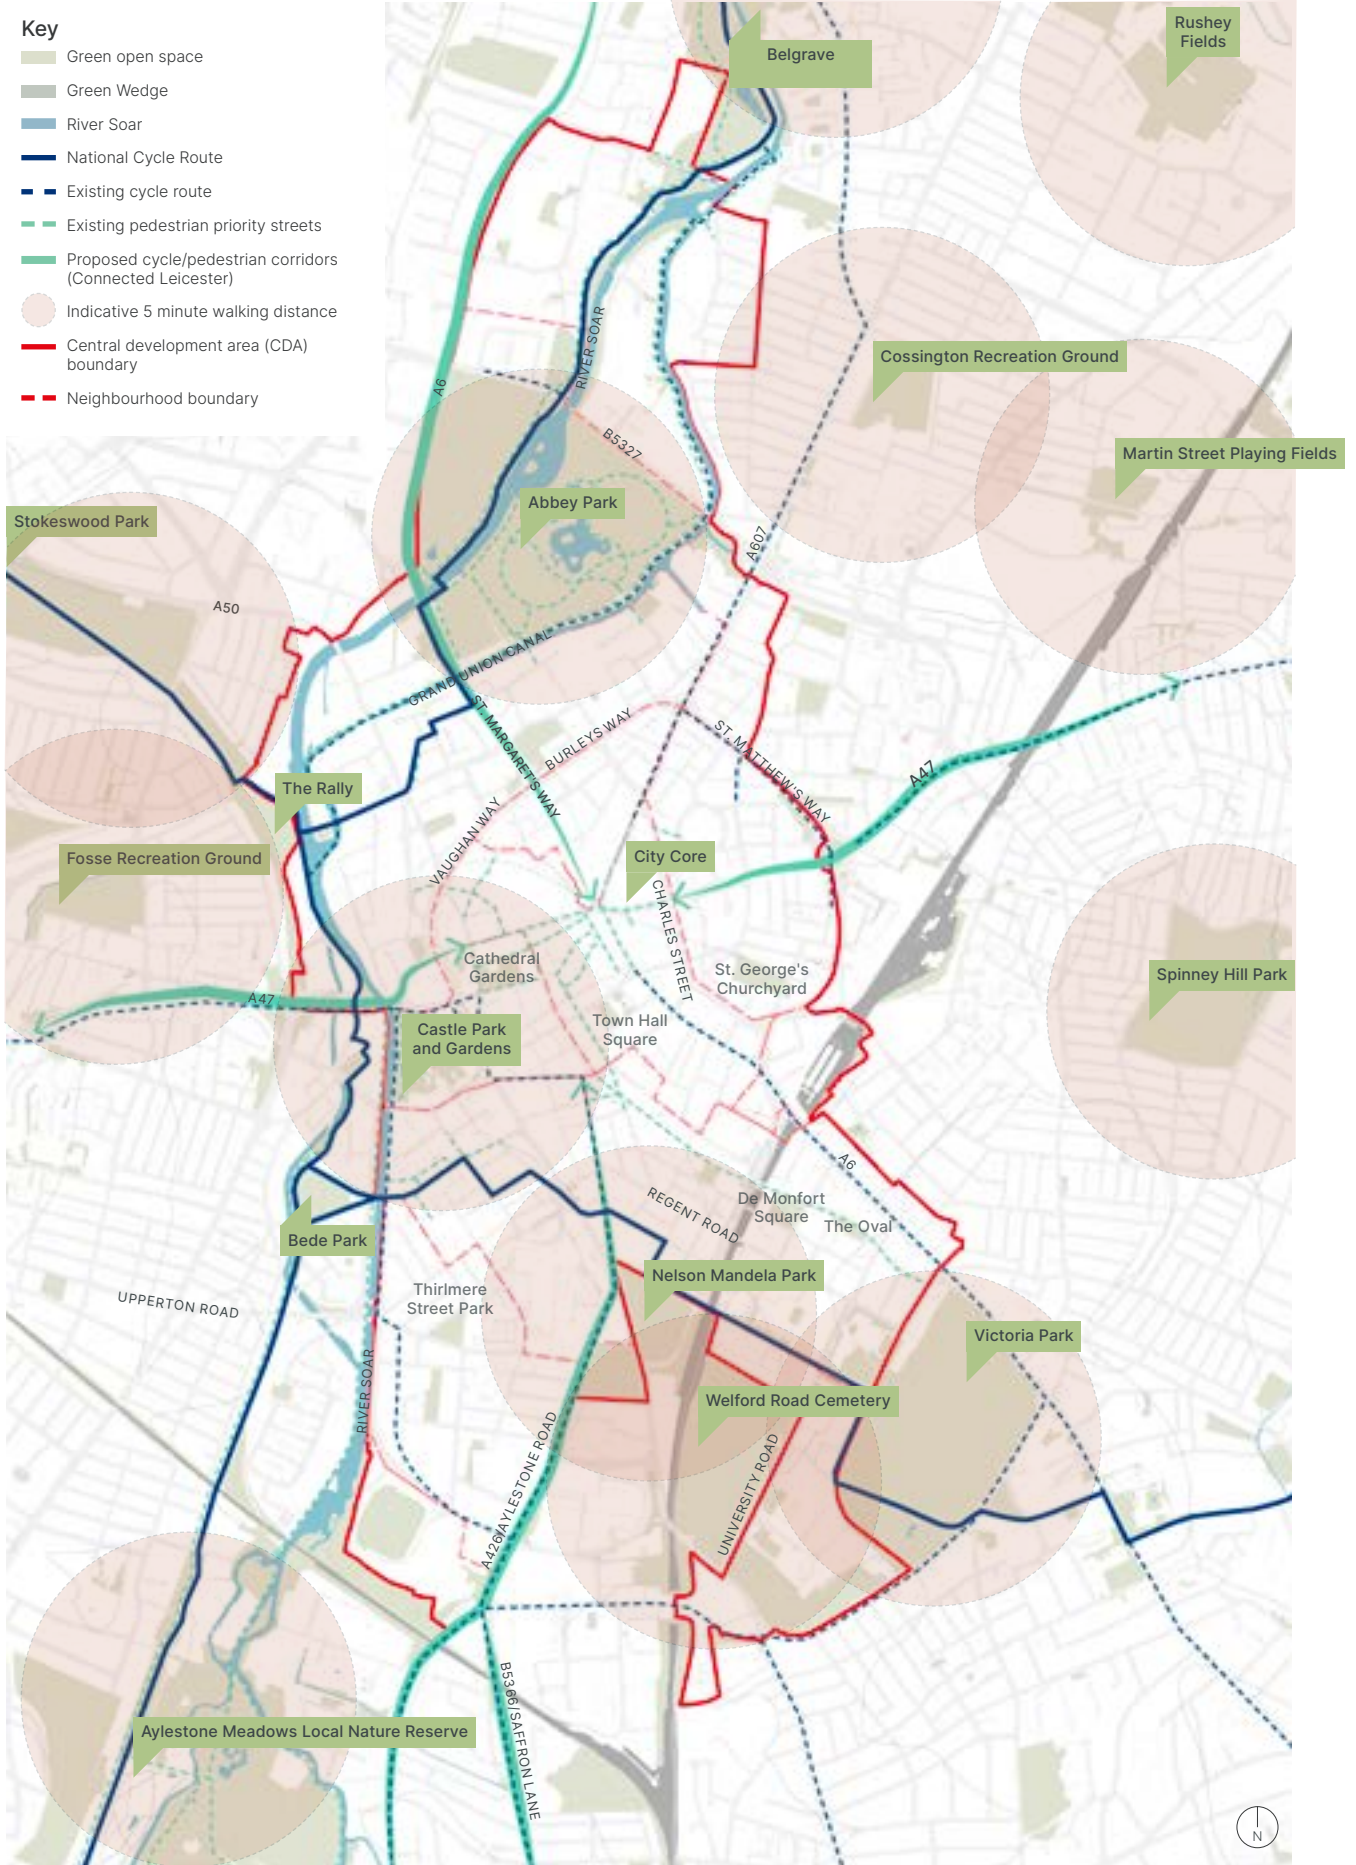 Key
Green open space
Green Wedge
River Soar
National Cycle Route
Existing cycle route
Existing pedestrian priority streets
Proposed cycle/pedestrian corridors
(Connected Leicester)
Indicative 5 minute walking distance
Central development area (CDA)
boundary
Neighbourhood boundary
Belgrave
Rushey
Fields
RIVER SOAR
A6
Cossington Recreation Ground
B5327
Martin Street Playing Fields
Abbey Park
Stokeswood Park
A607
A50
GRAND UNION CANAL
ST. MARGARET'S WAY
BURLEYS WAY
ST. MATTHEW'S WAY
A47
The Rally
VAUGHAN WAY
Fosse Recreation Ground
City Core
CHARLES STREET
Cathedral
Gardens
St. George's
Churchyard
Spinney Hill Park
A47
Town Hall
Square
Castle Park
and Gardens
A6
REGENT ROAD
De Monfort
Square
The Oval
Bede Park
Nelson Mandela Park
Thirlmere
Street Park
UPPERTON ROAD
Victoria Park
RIVER SOAR
Welford Road Cemetery
A426/AYLESTONE ROAD
UNIVERSITY ROAD
B5366/SAFFRON LANE
Aylestone Meadows Local Nature Reserve
N